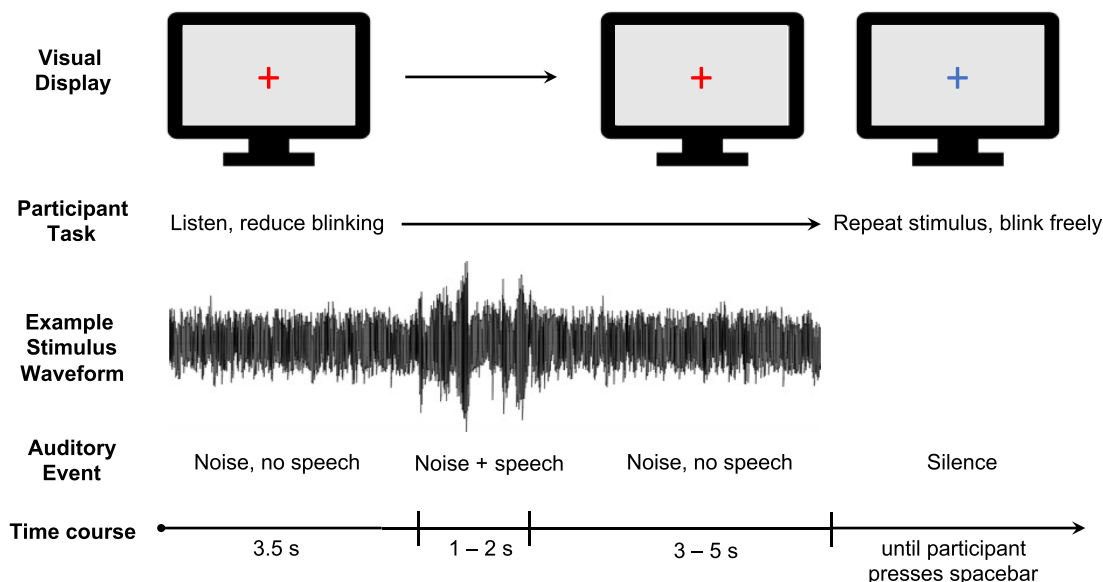 Visual
Display
Participant
Task
Listen, reduce blinking
Repeat stimulus, blink freely
Example
Stimulus
Waveform
Auditory
Event
Noise, no speech
Noise + speech
Noise, no speech
Silence
Time course
3.5 s
1 – 2 s
3 – 5 s
until participant
presses spacebar